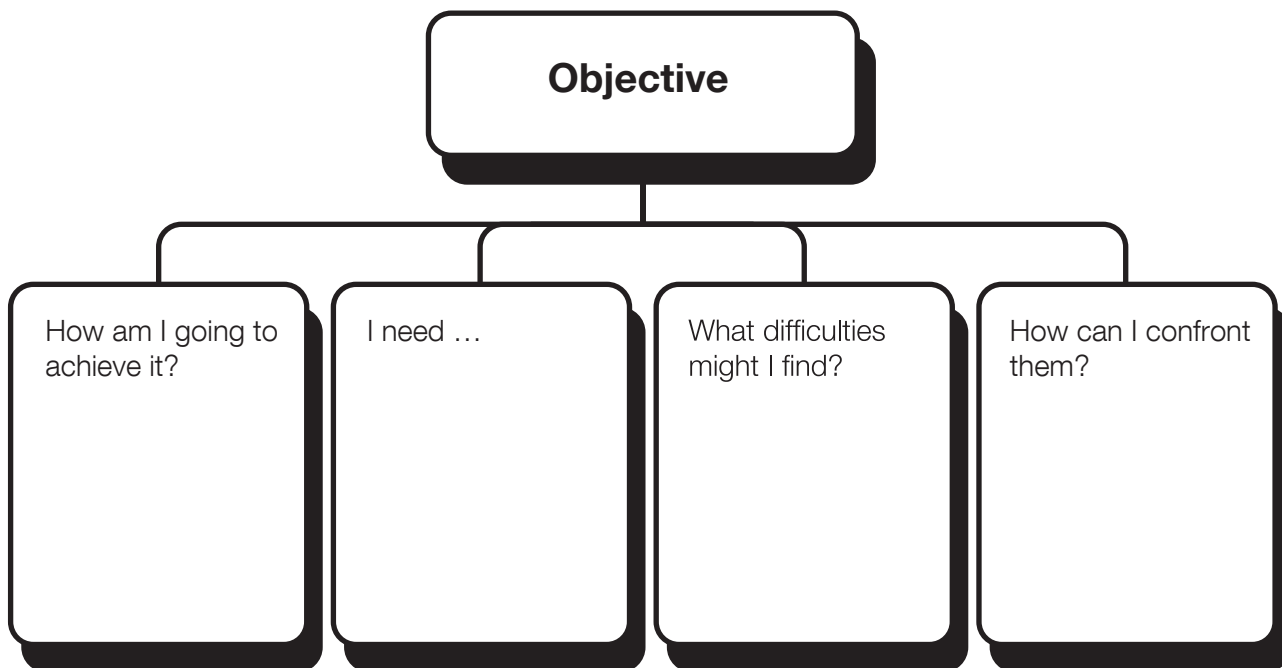 Objective
How am I going to
achieve it?
I need …
What difficulties
might I find?
How can I confront
them?